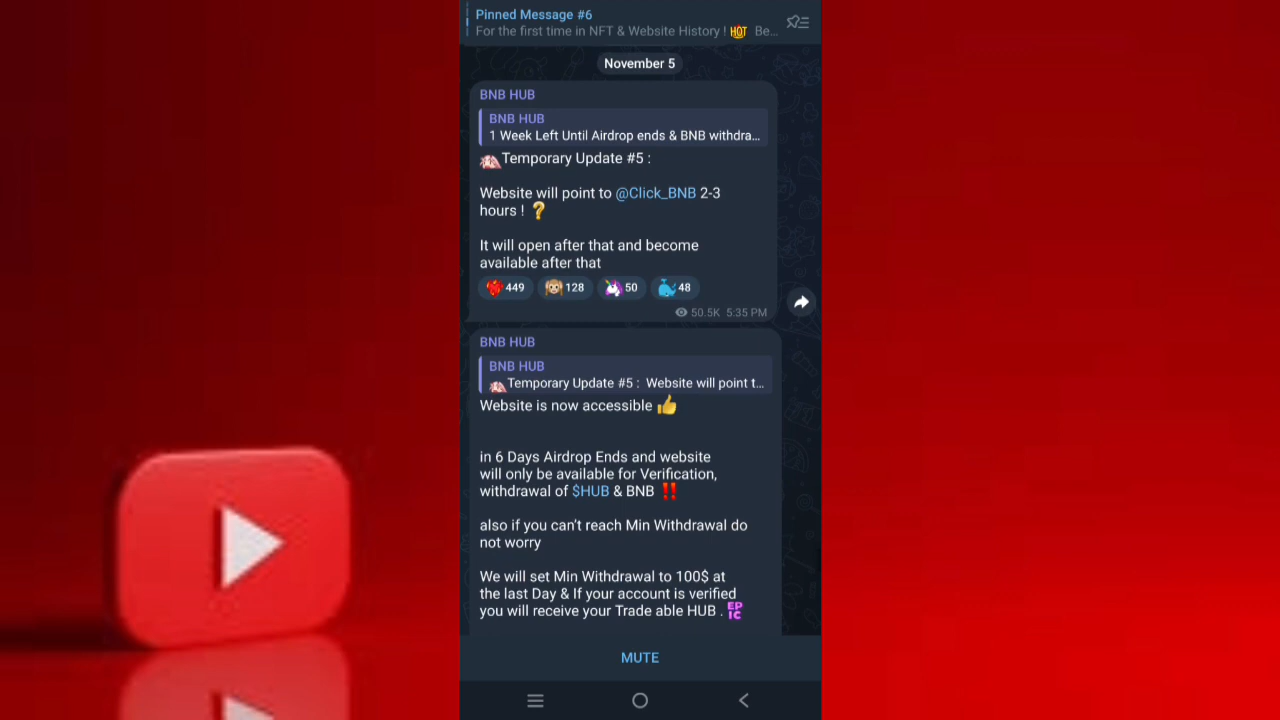 Pinned Message #6
For the first time in NFT & Website History ! HOT Be...
November 5
BNB HUB
BNB HUB
1 Week Left Until Airdrop ends & BNB withdra...
Temporary Update #5 :
Website will point to @Click_BNB 2-3
hours ! ❓
It will open after that and become
available after that
449 128 50 48
50.5K 5:35 PM
BNB HUB
BNB HUB
Temporary Update #5 : Website will point t...
Website is now accessible 👍
in 6 Days Airdrop Ends and website
will only be available for Verification,
withdrawal of $HUB & BNB ‼️
also if you can’t reach Min Withdrawal do
not worry
We will set Min Withdrawal to 100$ at
the last Day & If your account is verified
you will receive your Trade able HUB . EPIC
MUTE